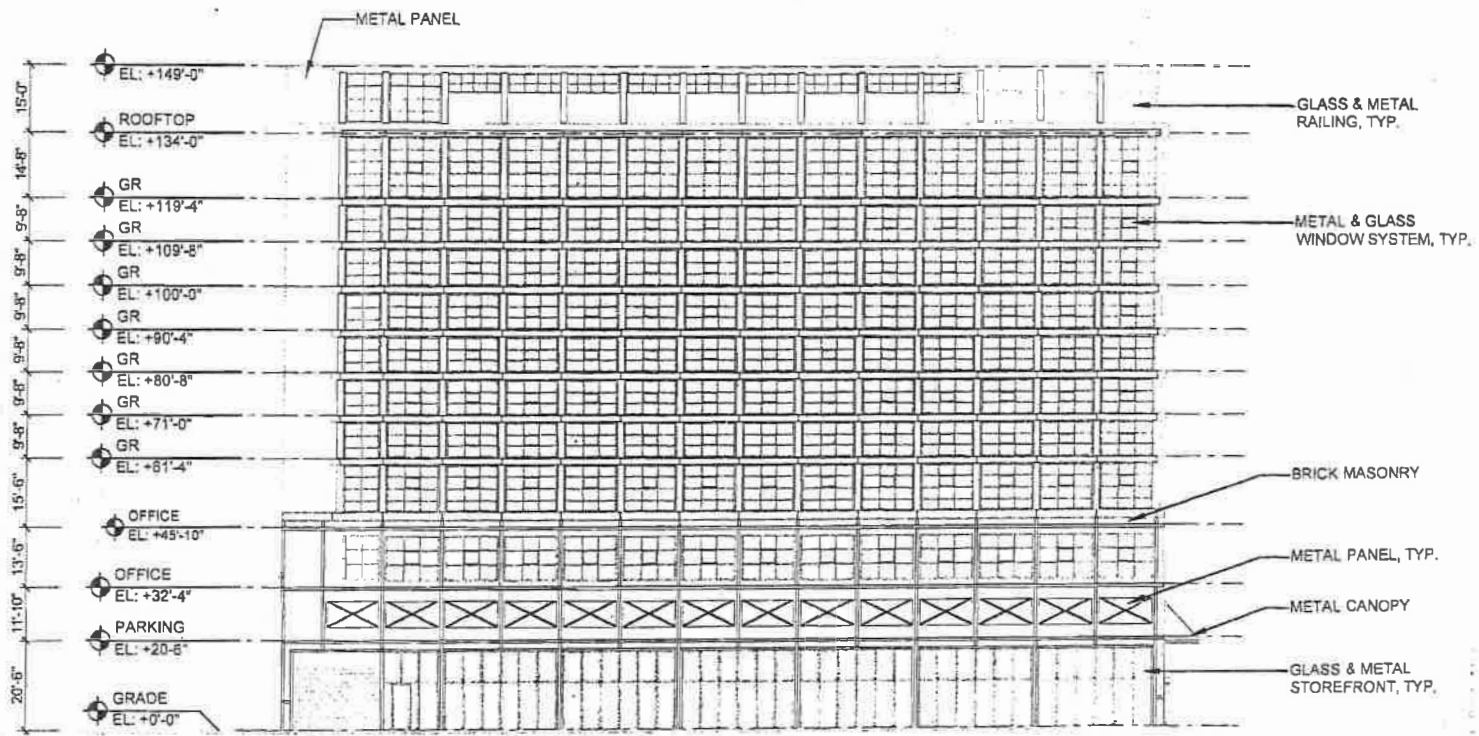 METAL PANEL
EL: +149'-0"
15'-0"
ROOFTOP
EL: +134'-0"
14'-8"
GR
EL: +119'-4"
9'-8"
GR
EL: +109'-8"
9'-8"
GR
EL: +100'-0"
9'-8"
GR
EL: +90'-4"
9'-8"
GR
EL: +80'-8"
9'-8"
GR
EL: +71'-0"
9'-8"
GR
EL: +61'-4"
15'-6"
OFFICE
EL: +45'-10"
13'-6"
OFFICE
EL: +32'-4"
11'-10"
PARKING
EL: +20-6"
20'-6"
GRADE
EL: +0'-0"
GLASS & METAL
RAILING, TYP.
METAL & GLASS
WINDOW SYSTEM, TYP.
BRICK MASONRY
METAL PANEL, TYP.
METAL CANOPY
GLASS & METAL
STOREFRONT, TYP.